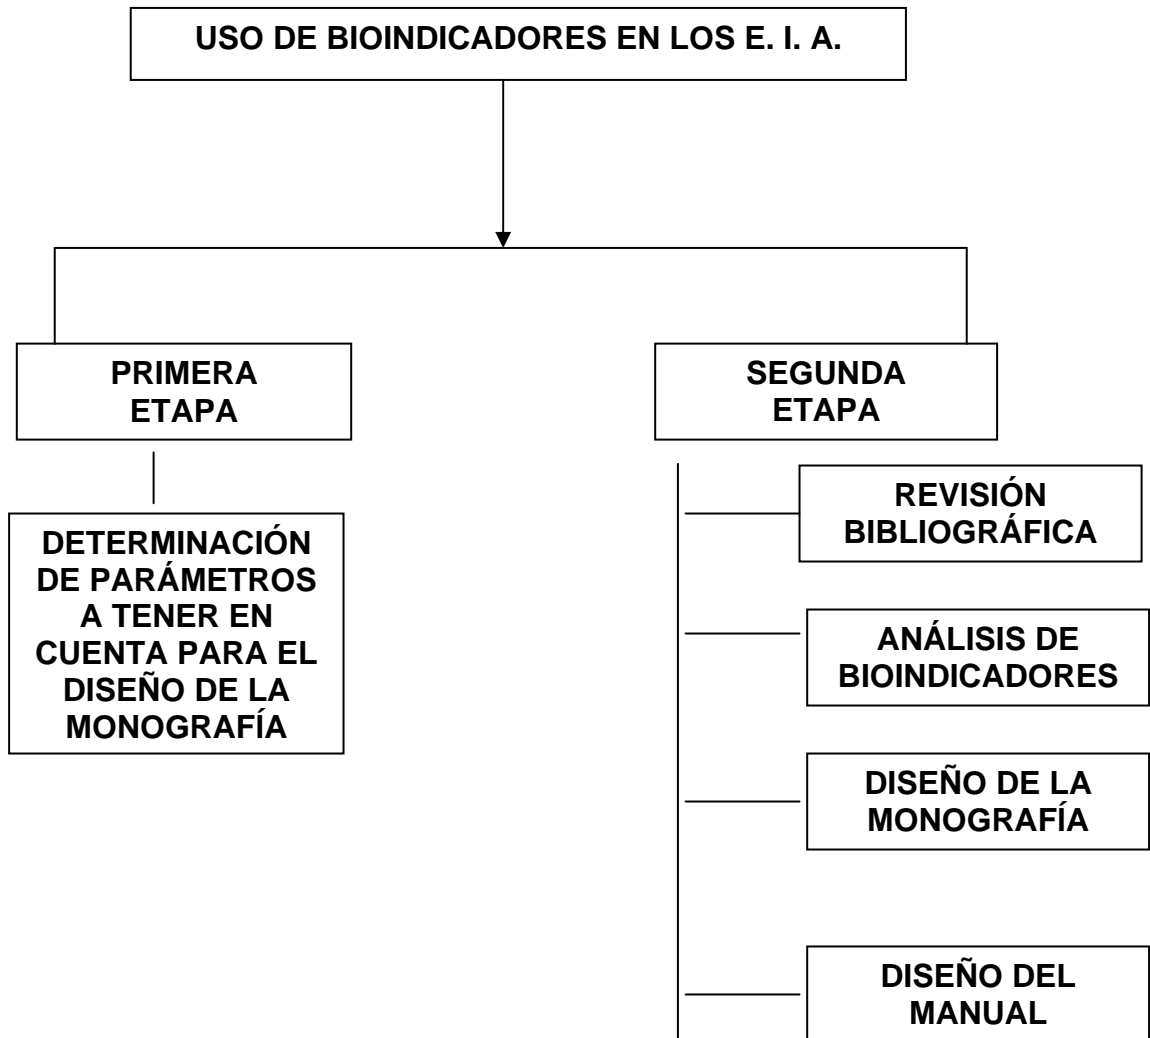 USO DE BIOINDICADORES EN LOS E. I. A.
PRIMERA
ETAPA
DETERMINACIÓN
DE PARÁMETROS
A TENER EN
CUENTA PARA EL
DISEÑO DE LA
MONOGRAFÍA
SEGUNDA
ETAPA
REVISIÓN
BIBLIOGRÁFICA
ANÁLISIS DE
BIOINDICADORES
DISEÑO DE LA
MONOGRAFÍA
DISEÑO DEL
MANUAL